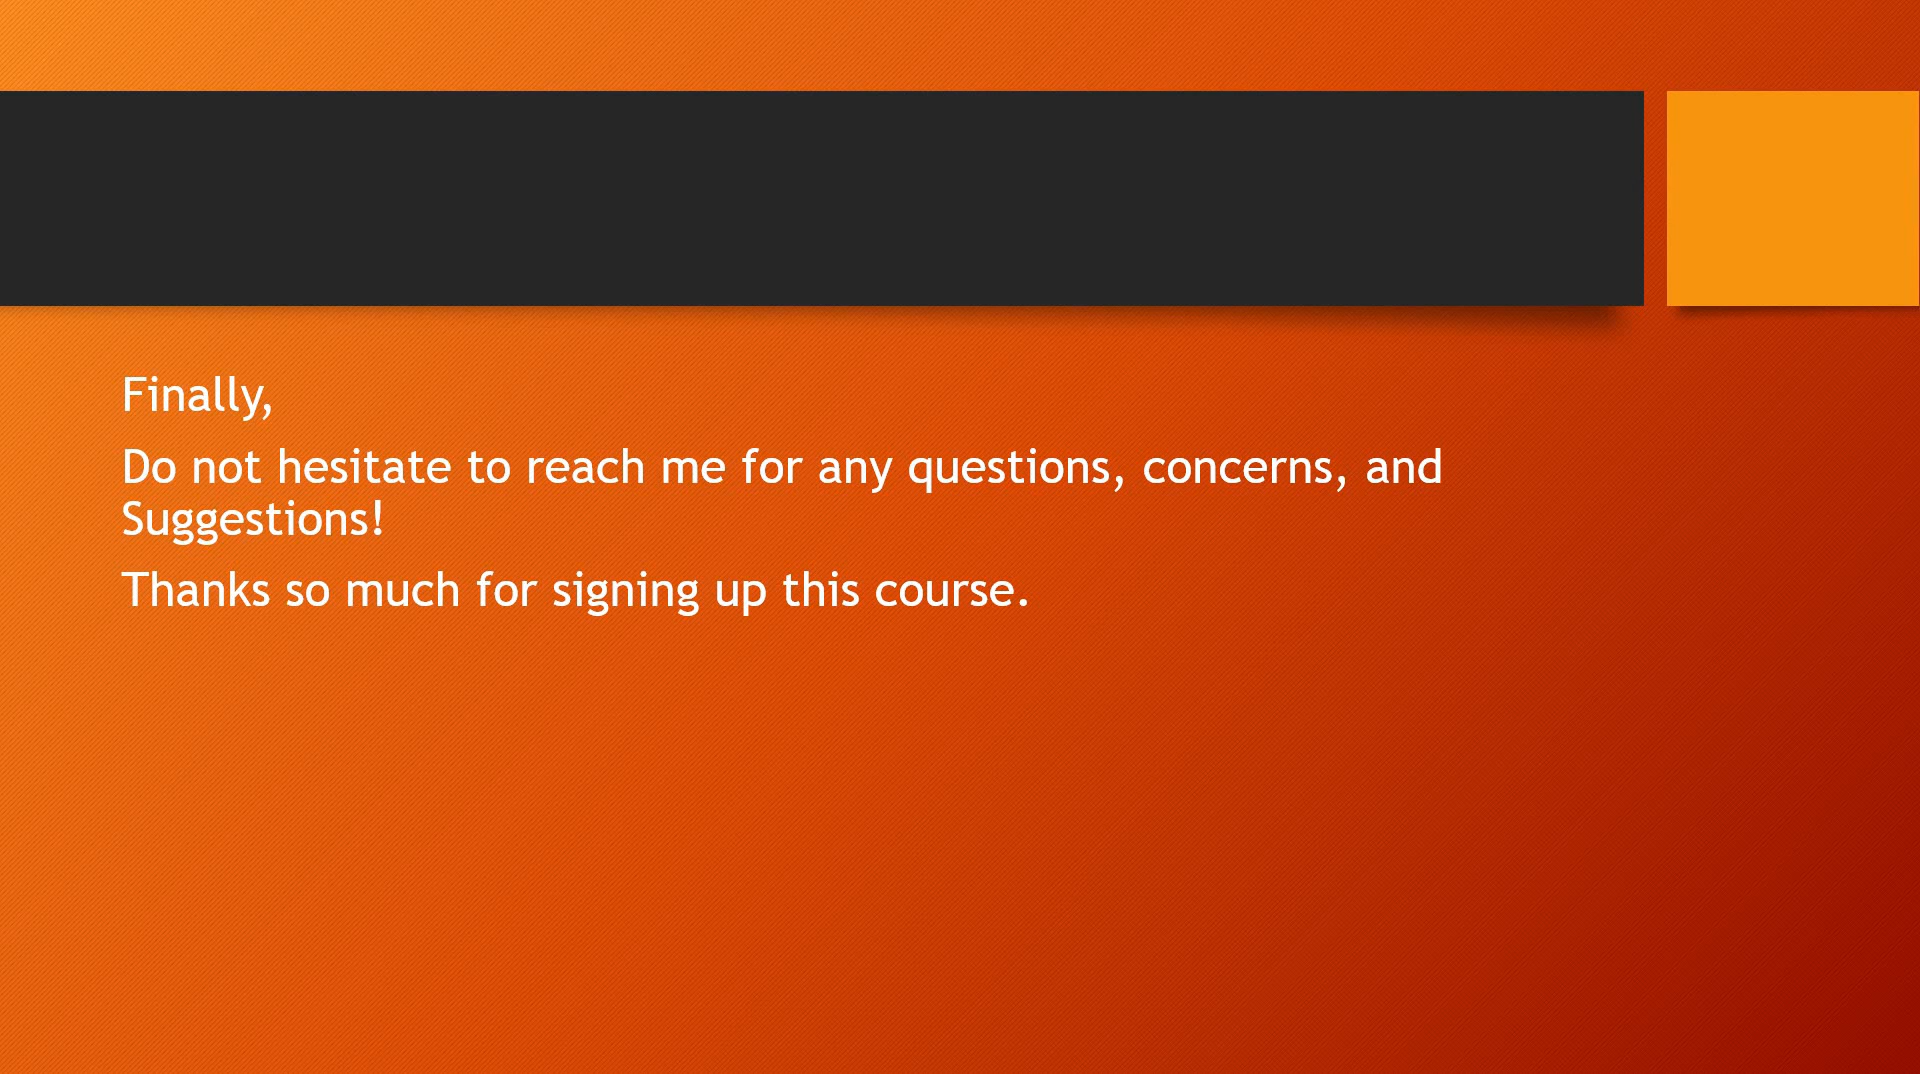 Finally,
Do not hesitate to reach me for any questions, concerns, and
Suggestions!
Thanks so much for signing up this course.